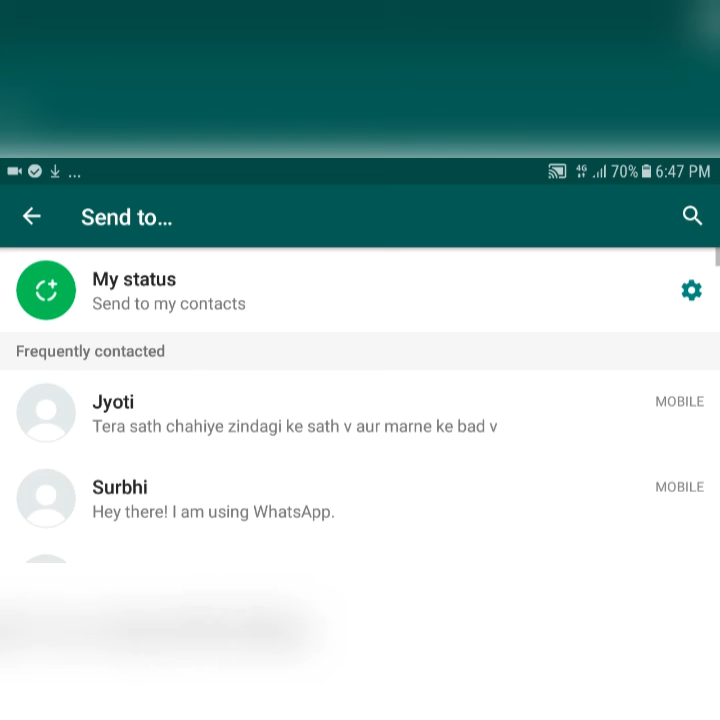 ... 4G 70% 6:47 PM
Send to...
My status
Send to my contacts
Frequently contacted
Jyoti MOBILE
Tera sath chahiye zindagi ke sath v aur marne ke bad v
Surbhi MOBILE
Hey there! I am using WhatsApp.